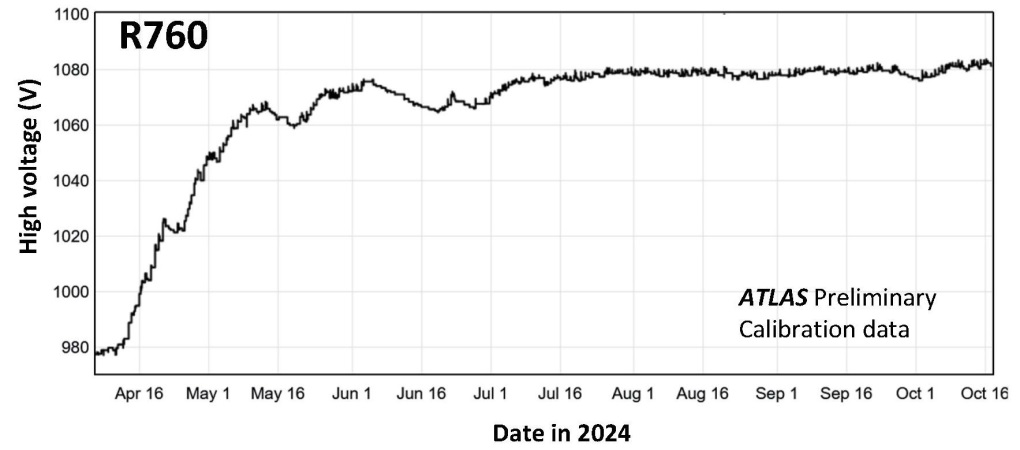 1100
R760
1080
1060
1040
1020
1000
980
High voltage (V)
ATLAS Preliminary
Calibration data
Apr 16 May 1 May 16 Jun 1 Jun 16 Jul 1 Jul 16 Aug 1 Aug 16 Sep 1 Sep 16 Oct 1 Oct 16
Date in 2024